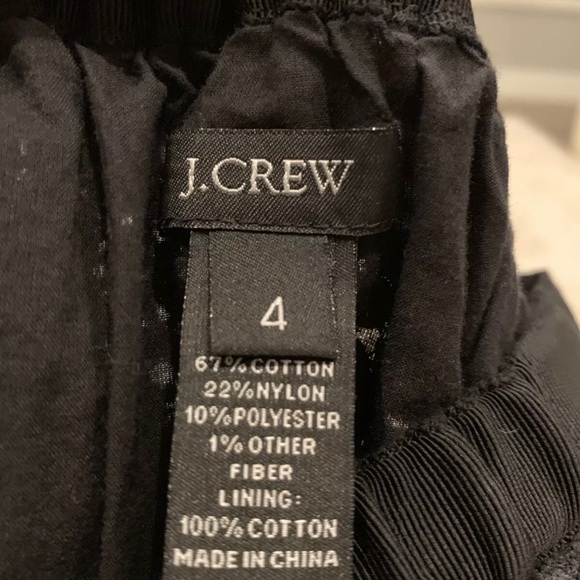 J.CREW
4
67% COTTON
22% NYLON
10% POLYESTER
1% OTHER
FIBER
LINING:
100% COTTON
MADE IN CHINA